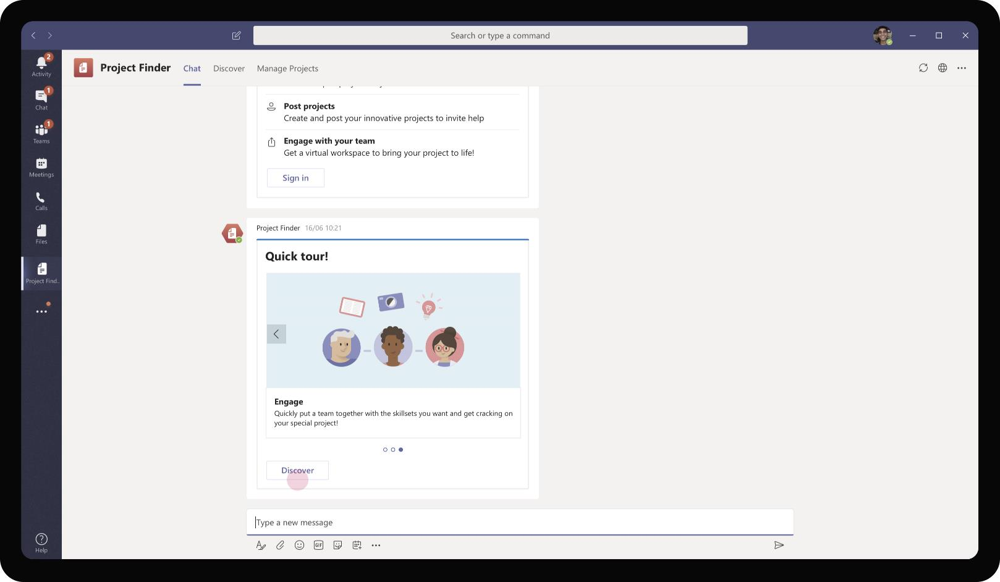 Search or type a command
2
Activity
1
Chat
1
Teams
Meetings
Calls
Files
Project Find..
Help
Project Finder
Chat
Discover
Manage Projects
Post projects
Create and post your innovative projects to invite help
Engage with your team
Get a virtual workspace to bring your project to life!
Sign in
Project Finder 16/06 10:21
Quick tour!
Engage
Quickly put a team together with the skillsets you want and get cracking on
your special project!
Discover
Type a new message
GIF